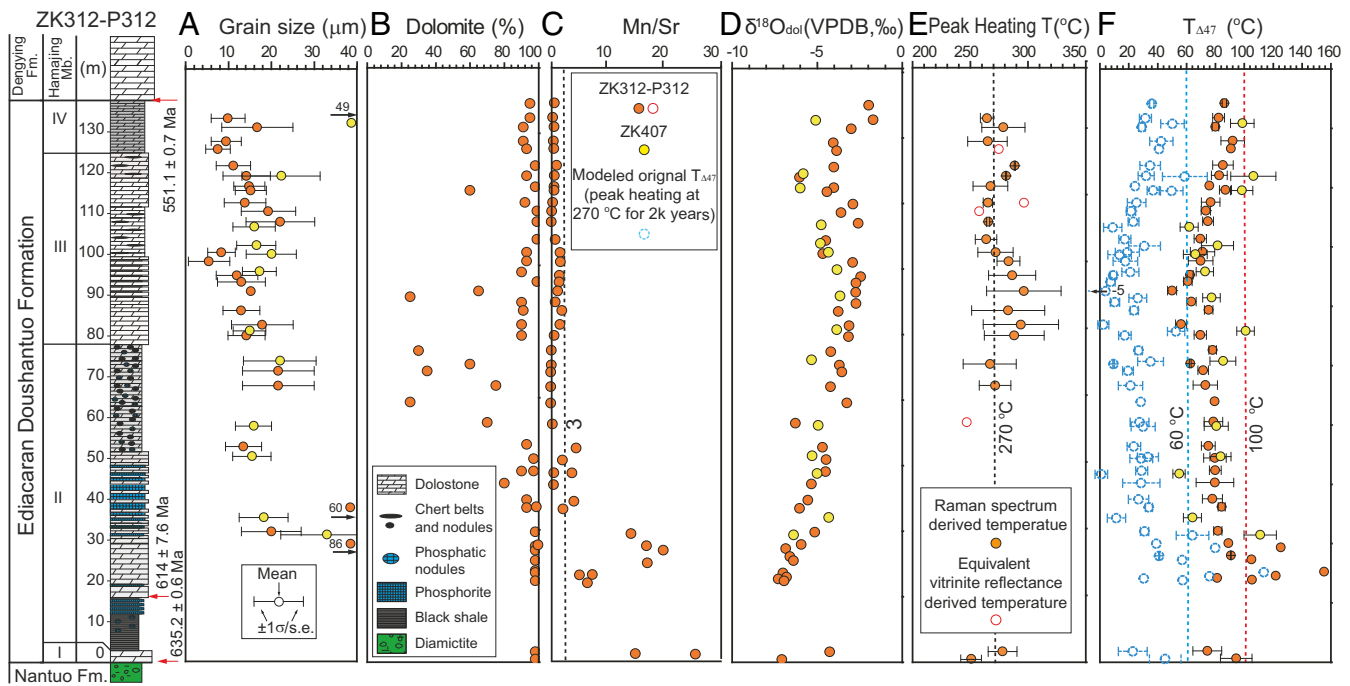 ZK312-P312
A Grain size (μm)
B Dolomite (%)
C Mn/Sr
D δ18Odol(VPDB,‰)
E Peak Heating T(°C)
F TΔ47 (°C)
Dengying Fm.
Hamajing Mb.
(m)
0 10 20 30 40
0 20 40 60 80 100
0 10 20 30
-10 -5 0
200 250 300 350
0 20 40 60 80 100 120 140 160
Ediacaran Doushantuo Formation
IV
III
II
I
130
120
110
100
90
80
70
60
50
40
30
20
10
0
Nantuo Fm.
551.1 ± 0.7 Ma
614 ± 7.6 Ma
635.2 ± 0.6 Ma
49
60
86
Mean
±1σ/s.e.
Dolostone
Chert belts
and nodules
Phosphatic
nodules
Phosphorite
Black shale
Diamictite
3
ZK312-P312
ZK407
Modeled orignal TΔ47
(peak heating at
270 °C for 2k years)
270 °C
Raman spectrum
derived temperatue
Equivalent
vitrinite reflectance
derived temperature
-5
60 °C
100 °C